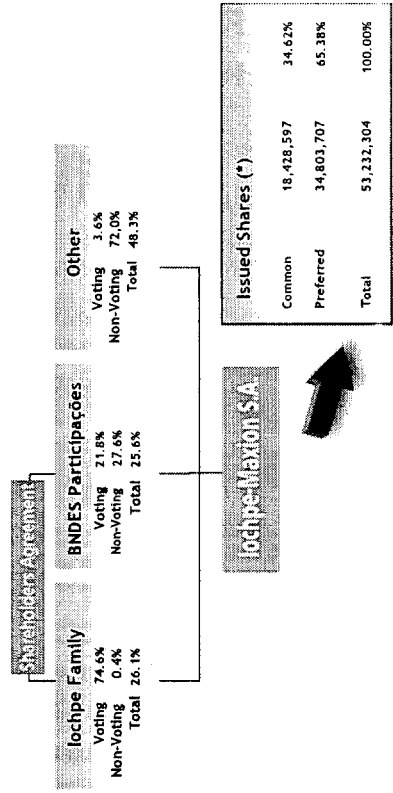 Shareholders Agreement
Iochpe Family
Voting 74.6%
Non-Voting 0.4%
Total 26.1%
BNDES Participações
Voting 21.8%
Non-Voting 27.6%
Total 25.6%
Other
Voting 3.6%
Non-Voting 72.0%
Total 48.3%
Iochpe-Maxion S.A
Issued Shares (*)
Common 18,428,597 34.62%
Preferred 34,803,707 65.38%
Total 53,232,304 100.00%